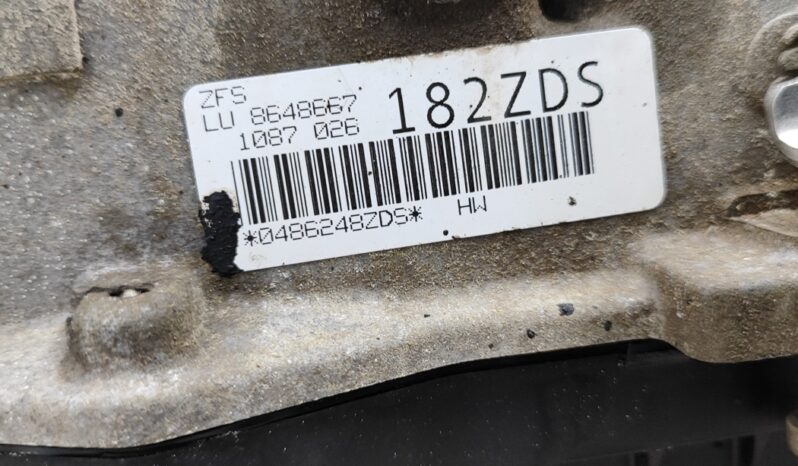 ZFS
LU 8648667 182ZDS
1087 026
*0486248ZDS* HW